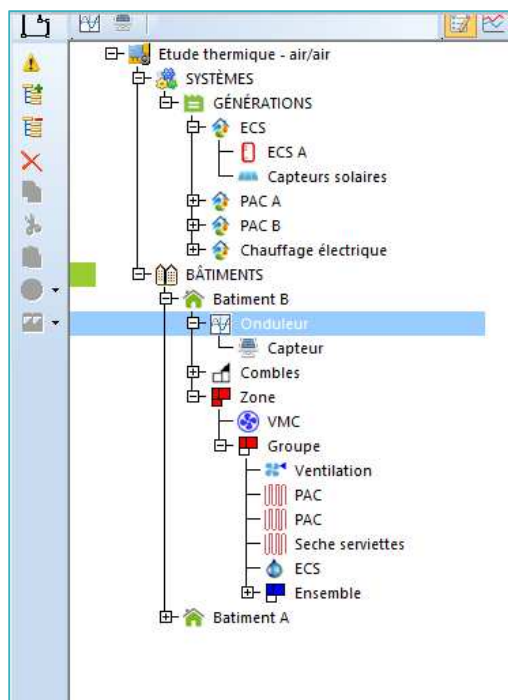 Etude thermique - air/air
SYSTÈMES
GÉNÉRATIONS
ECS
ECS A
Capteurs solaires
PAC A
PAC B
Chauffage électrique
BÂTIMENTS
Batiment B
Onduleur
Capteur
Combles
Zone
VMC
Groupe
Ventilation
PAC
PAC
Seche serviettes
ECS
Ensemble
Batiment A